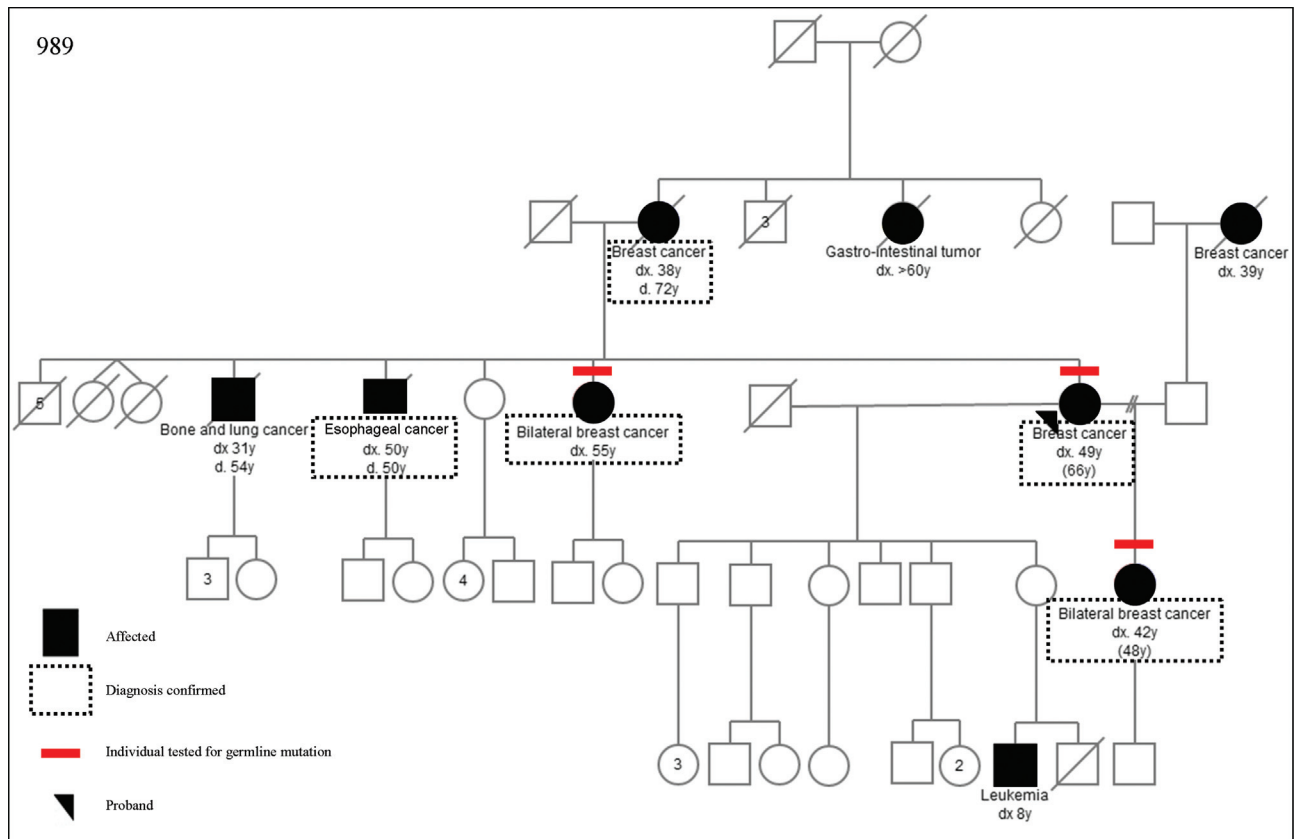 989
3
Breast cancer
dx. 38y
d. 72y
Gastro-intestinal tumor
dx. >60y
Breast cancer
dx. 39y
5
Bone and lung cancer
dx 31y
d. 54y
Esophageal cancer
dx. 50y
d. 50y
Bilateral breast cancer
dx. 55y
Breast cancer
dx. 49y
(66y)
3
4
Bilateral breast cancer
dx. 42y
(48y)
3
2
Leukemia
dx 8y
Affected
Diagnosis confirmed
Individual tested for germline mutation
Proband